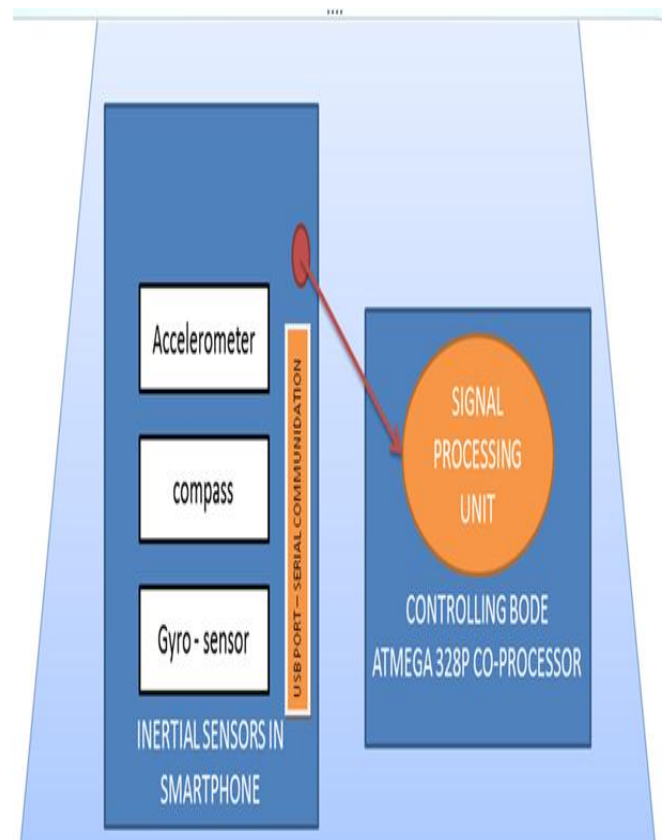 Accelerometer
compass
Gyro - sensor
USB PORT – SERIAL COMMUNIDATION
INERTIAL SENSORS IN
SMARTPHONE
SIGNAL
PROCESSING
UNIT
CONTROLLING BODE
ATMEGA 328P CO-PROCESSOR